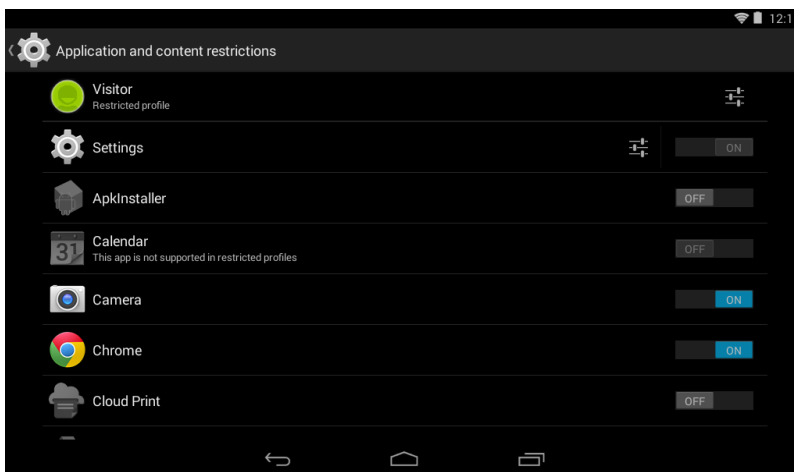 12:1
Application and content restrictions
Visitor
Restricted profile
Settings
ON
ApkInstaller
OFF
31
Calendar
This app is not supported in restricted profiles
OFF
Camera
ON
Chrome
ON
Cloud Print
OFF